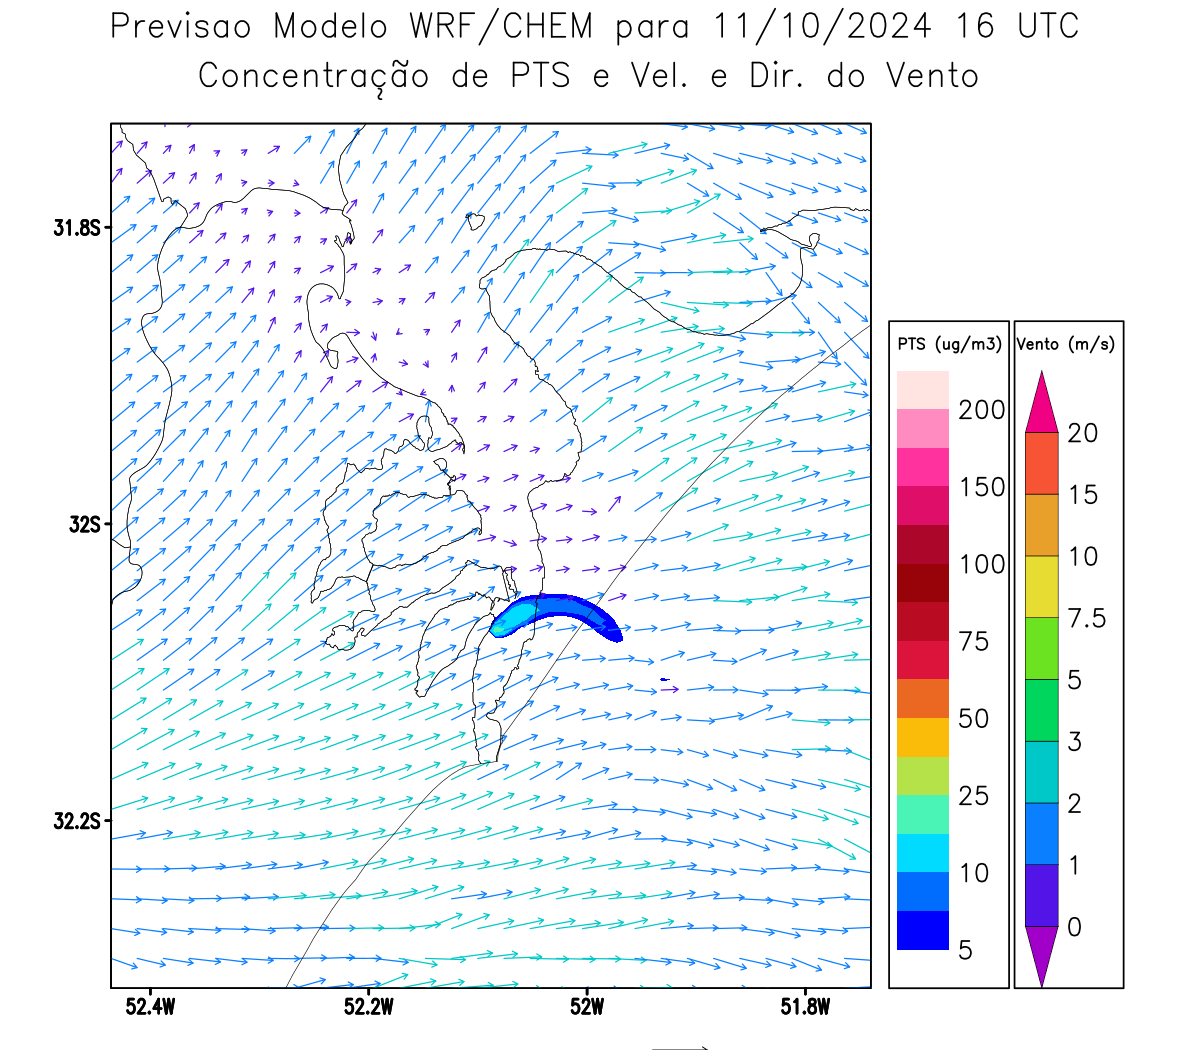 Previsao Modelo WRF/CHEM para 11/10/2024 16 UTC
Concentração de PTS e Vel. e Dir. do Vento
31.8S
32S
32.2S
52.4W
52.2W
52W
51.8W
PTS (ug/m3)
200
150
100
75
50
25
10
5
Vento (m/s)
20
15
10
7.5
5
3
2
1
0